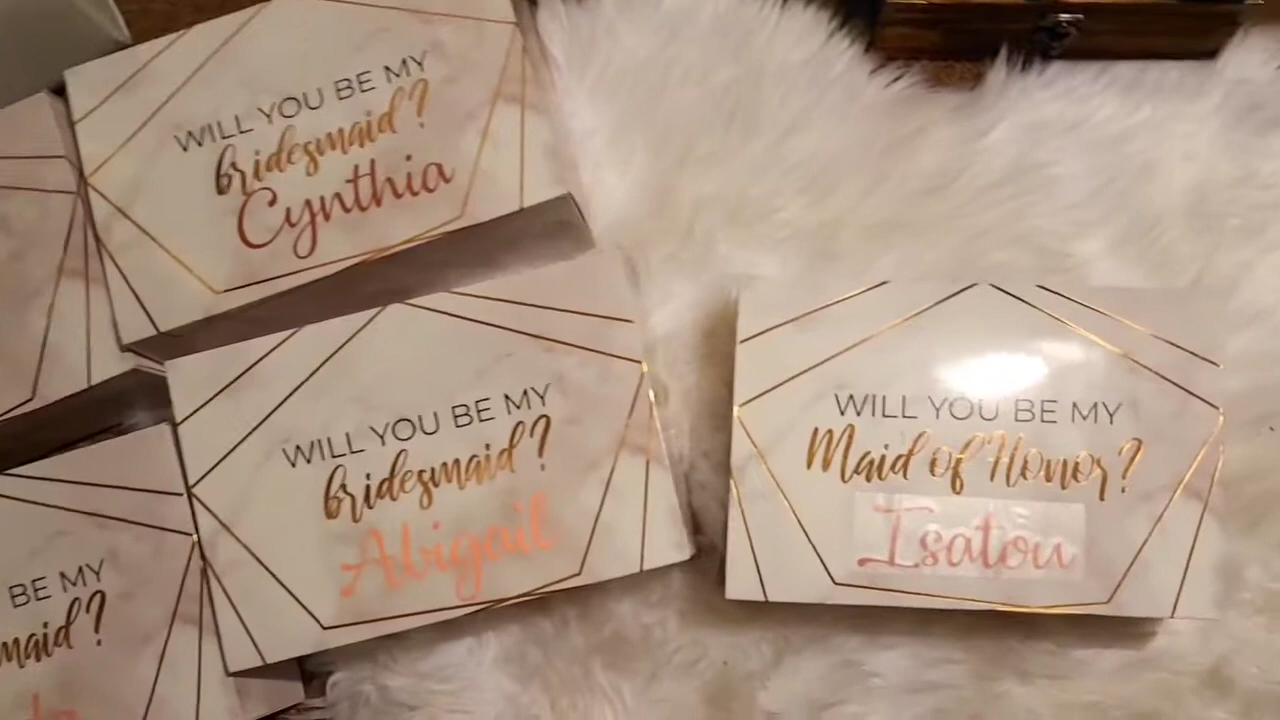 WILL YOU BE MY
bridesmaid?
Cynthia
WILL YOU BE MY
bridesmaid?
Abigail
WILL YOU BE MY
Maid of Honor?
Isatou
BE MY
maid?